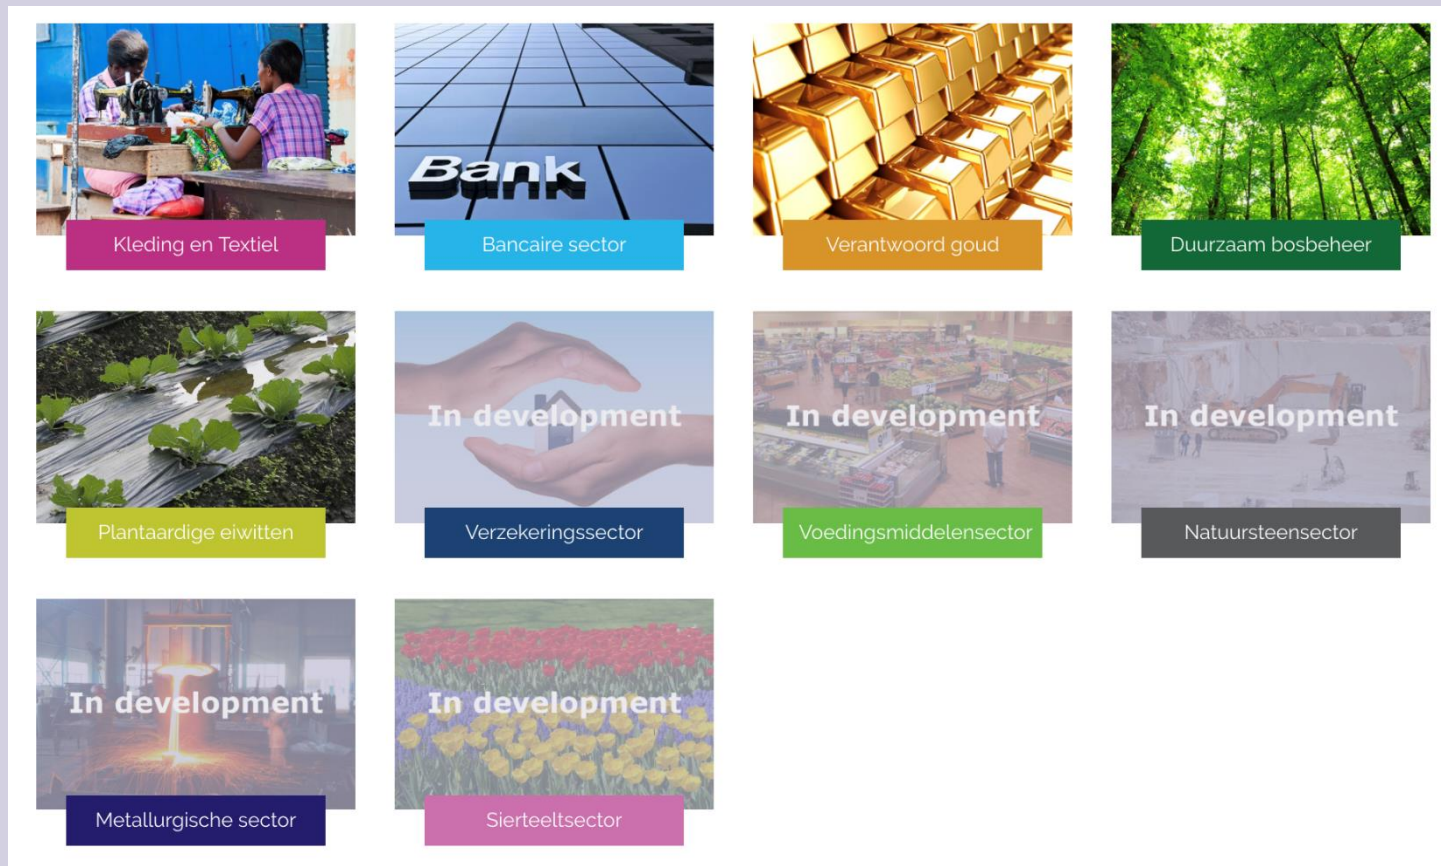 Bank
Kleding en Textiel
Bancaire sector
Verantwoord goud
Duurzaam bosbeheer
In development
In development
In development
Plantaardige eiwitten
Verzekeringssector
Voedingsmiddelensector
Natuursteensector
In development
In development
Metallurgische sector
Sierteeltsector